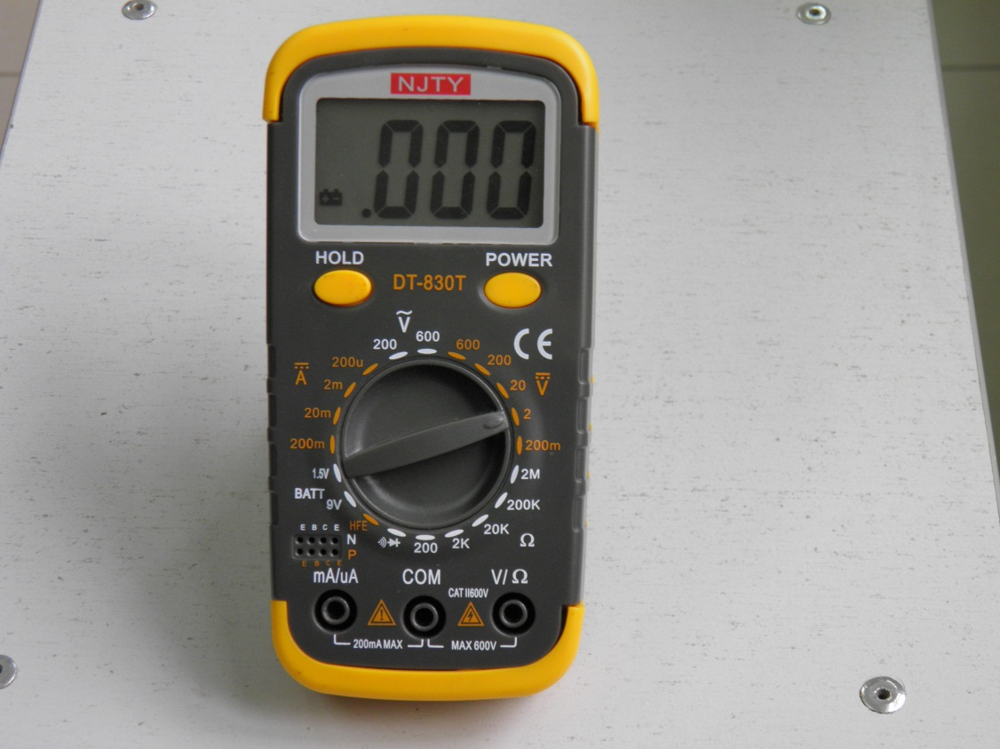 NJTY
.000
HOLD
POWER
DT-830T
V
200
600
600
200
CE
200u
A
2m
20
V
20m
2
200m
200m
1.5V
2M
BATT
9V
200K
HFE
20K
E B C E
N
Ω
200
2K
P
E B C E
mA/uA
COM
V/Ω
CAT II600V
200mA MAX
MAX 600V